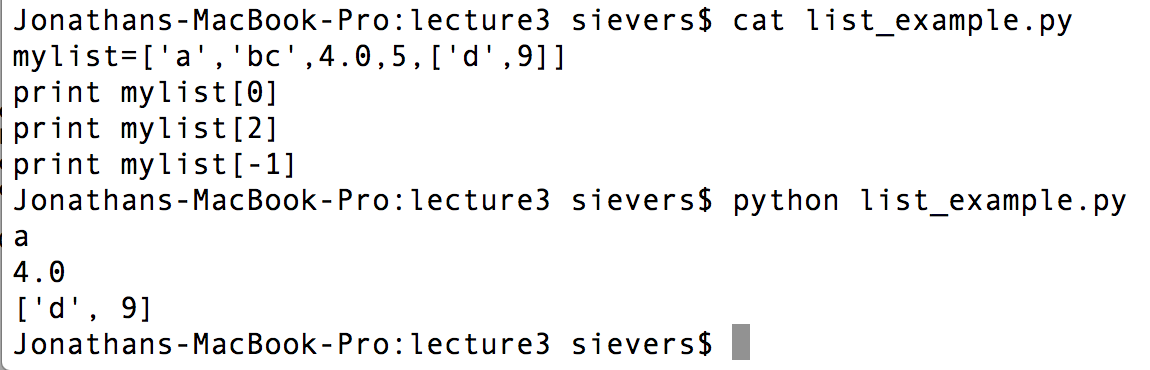 Jonathans-MacBook-Pro:lecture3 sievers$ cat list_example.py
mylist=['a','bc',4.0,5,['d',9]]
print mylist[0]
print mylist[2]
print mylist[-1]
Jonathans-MacBook-Pro:lecture3 sievers$ python list_example.py
a
4.0
['d', 9]
Jonathans-MacBook-Pro:lecture3 sievers$